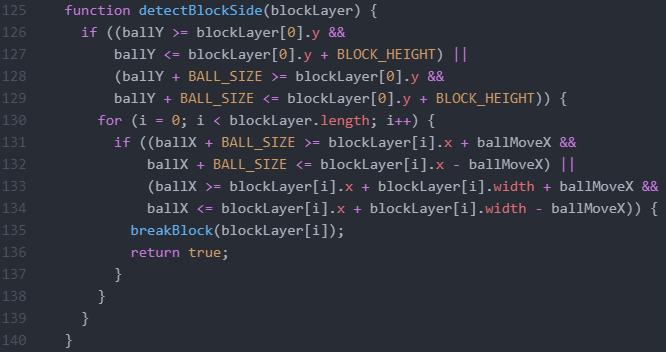 125 function detectBlockSide(blockLayer) {
126 if ((ballY >= blockLayer[0].y &&
127 ballY <= blockLayer[0].y + BLOCK_HEIGHT) ||
128 (ballY + BALL_SIZE >= blockLayer[0].y &&
129 ballY + BALL_SIZE <= blockLayer[0].y + BLOCK_HEIGHT)) {
130 for (i = 0; i < blockLayer.length; i++) {
131 if ((ballX + BALL_SIZE >= blockLayer[i].x + ballMoveX &&
132 ballX + BALL_SIZE <= blockLayer[i].x - ballMoveX) ||
133 (ballX >= blockLayer[i].x + blockLayer[i].width + ballMoveX &&
134 ballX <= blockLayer[i].x + blockLayer[i].width - ballMoveX)) {
135 breakBlock(blockLayer[i]);
136 return true;
137 }
138 }
139 }
140 }